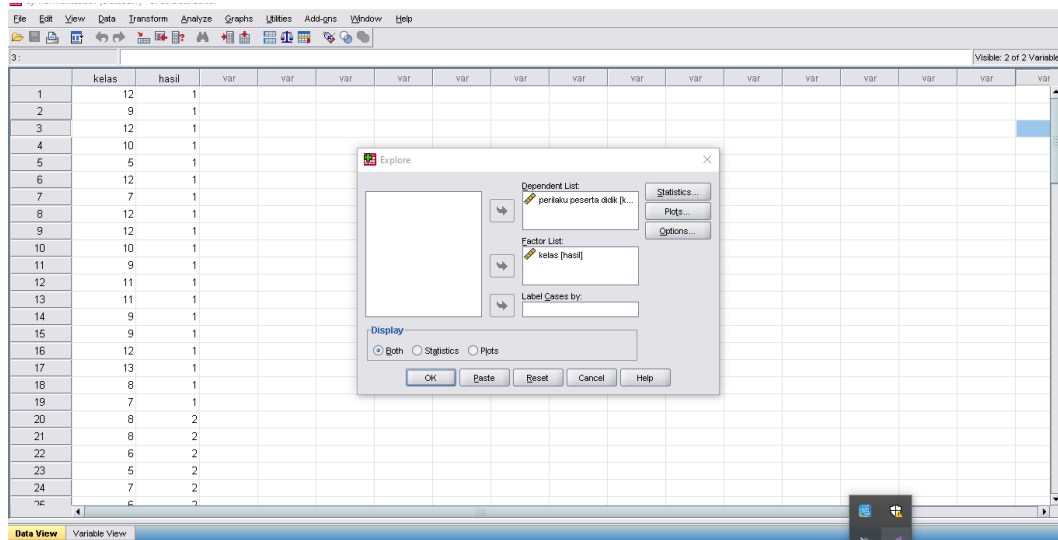 File Edit View Data Transform Analyze Graphs Utilities Add-ons Window Help
3 : Visible: 2 of 2 Variable
kelas hasil var var var var var var var var var var var var var var var
1 12 1
2 9 1
3 12 1
4 10 1
5 5 1
6 12 1
7 7 1
8 12 1
9 12 1
10 10 1
11 9 1
12 11 1
13 11 1
14 9 1
15 9 1
16 12 1
17 13 1
18 8 1
19 7 1
20 8 2
21 8 2
22 6 2
23 5 2
24 7 2
Explore
Dependent List:
perilaku peserta didik [k...
Factor List:
kelas [hasil]
Label Cases by:
Statistics...
Plots...
Options...
Display
Both Statistics Plots
OK Paste Reset Cancel Help
Data View Variable View